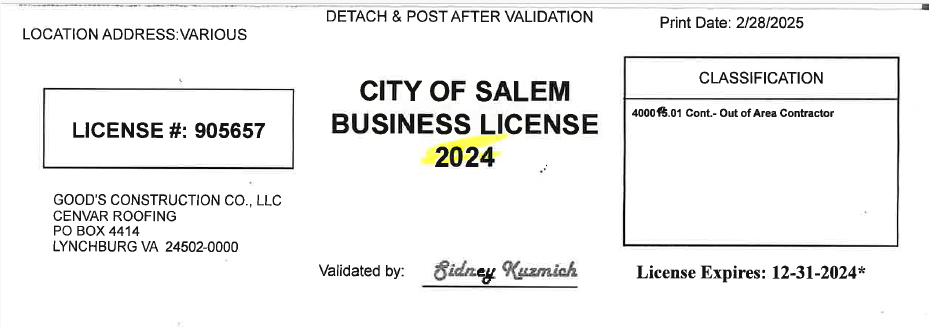 DETACH & POST AFTER VALIDATION
Print Date: 2/28/2025
LOCATION ADDRESS:VARIOUS
CLASSIFICATION
CITY OF SALEM
BUSINESS LICENSE
2024
LICENSE #: 905657
Cont.- Out of Area Contractor
GOOD'S CONSTRUCTION CO., LLC
CENVAR ROOFING
PO BOX 4414
LYNCHBURG VA 24502-0000
Validated by: Sidney Kuzmich
License Expires: 12-31-2024*